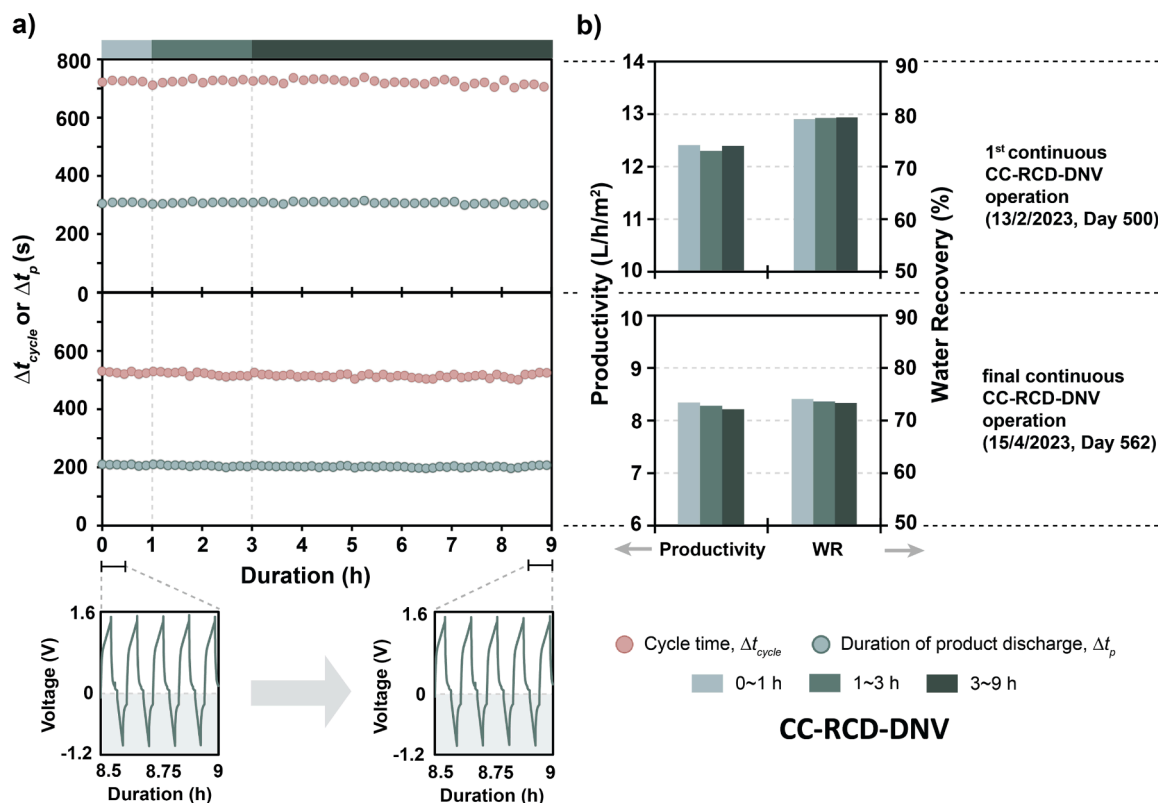 a)
800
600
400
200
0
600
400
200
0
Δt_cycle or Δt_p (s)
0 1 2 3 4 5 6 7 8 9
Duration (h)
1.6
0
-1.2
Voltage (V)
8.5 8.75 9
Duration (h)
1.6
0
-1.2
Voltage (V)
8.5 8.75 9
Duration (h)
b)
14
13
12
11
10
10
9
8
7
6
Productivity (L/h/m²)
90
80
70
60
50
90
80
70
60
50
Water Recovery (%)
Productivity WR
1st continuous
CC-RCD-DNV
operation
(13/2/2023, Day 500)
final continuous
CC-RCD-DNV
operation
(15/4/2023, Day 562)
Cycle time, Δt_cycle Duration of product discharge, Δt_p
0~1 h 1~3 h 3~9 h
CC-RCD-DNV